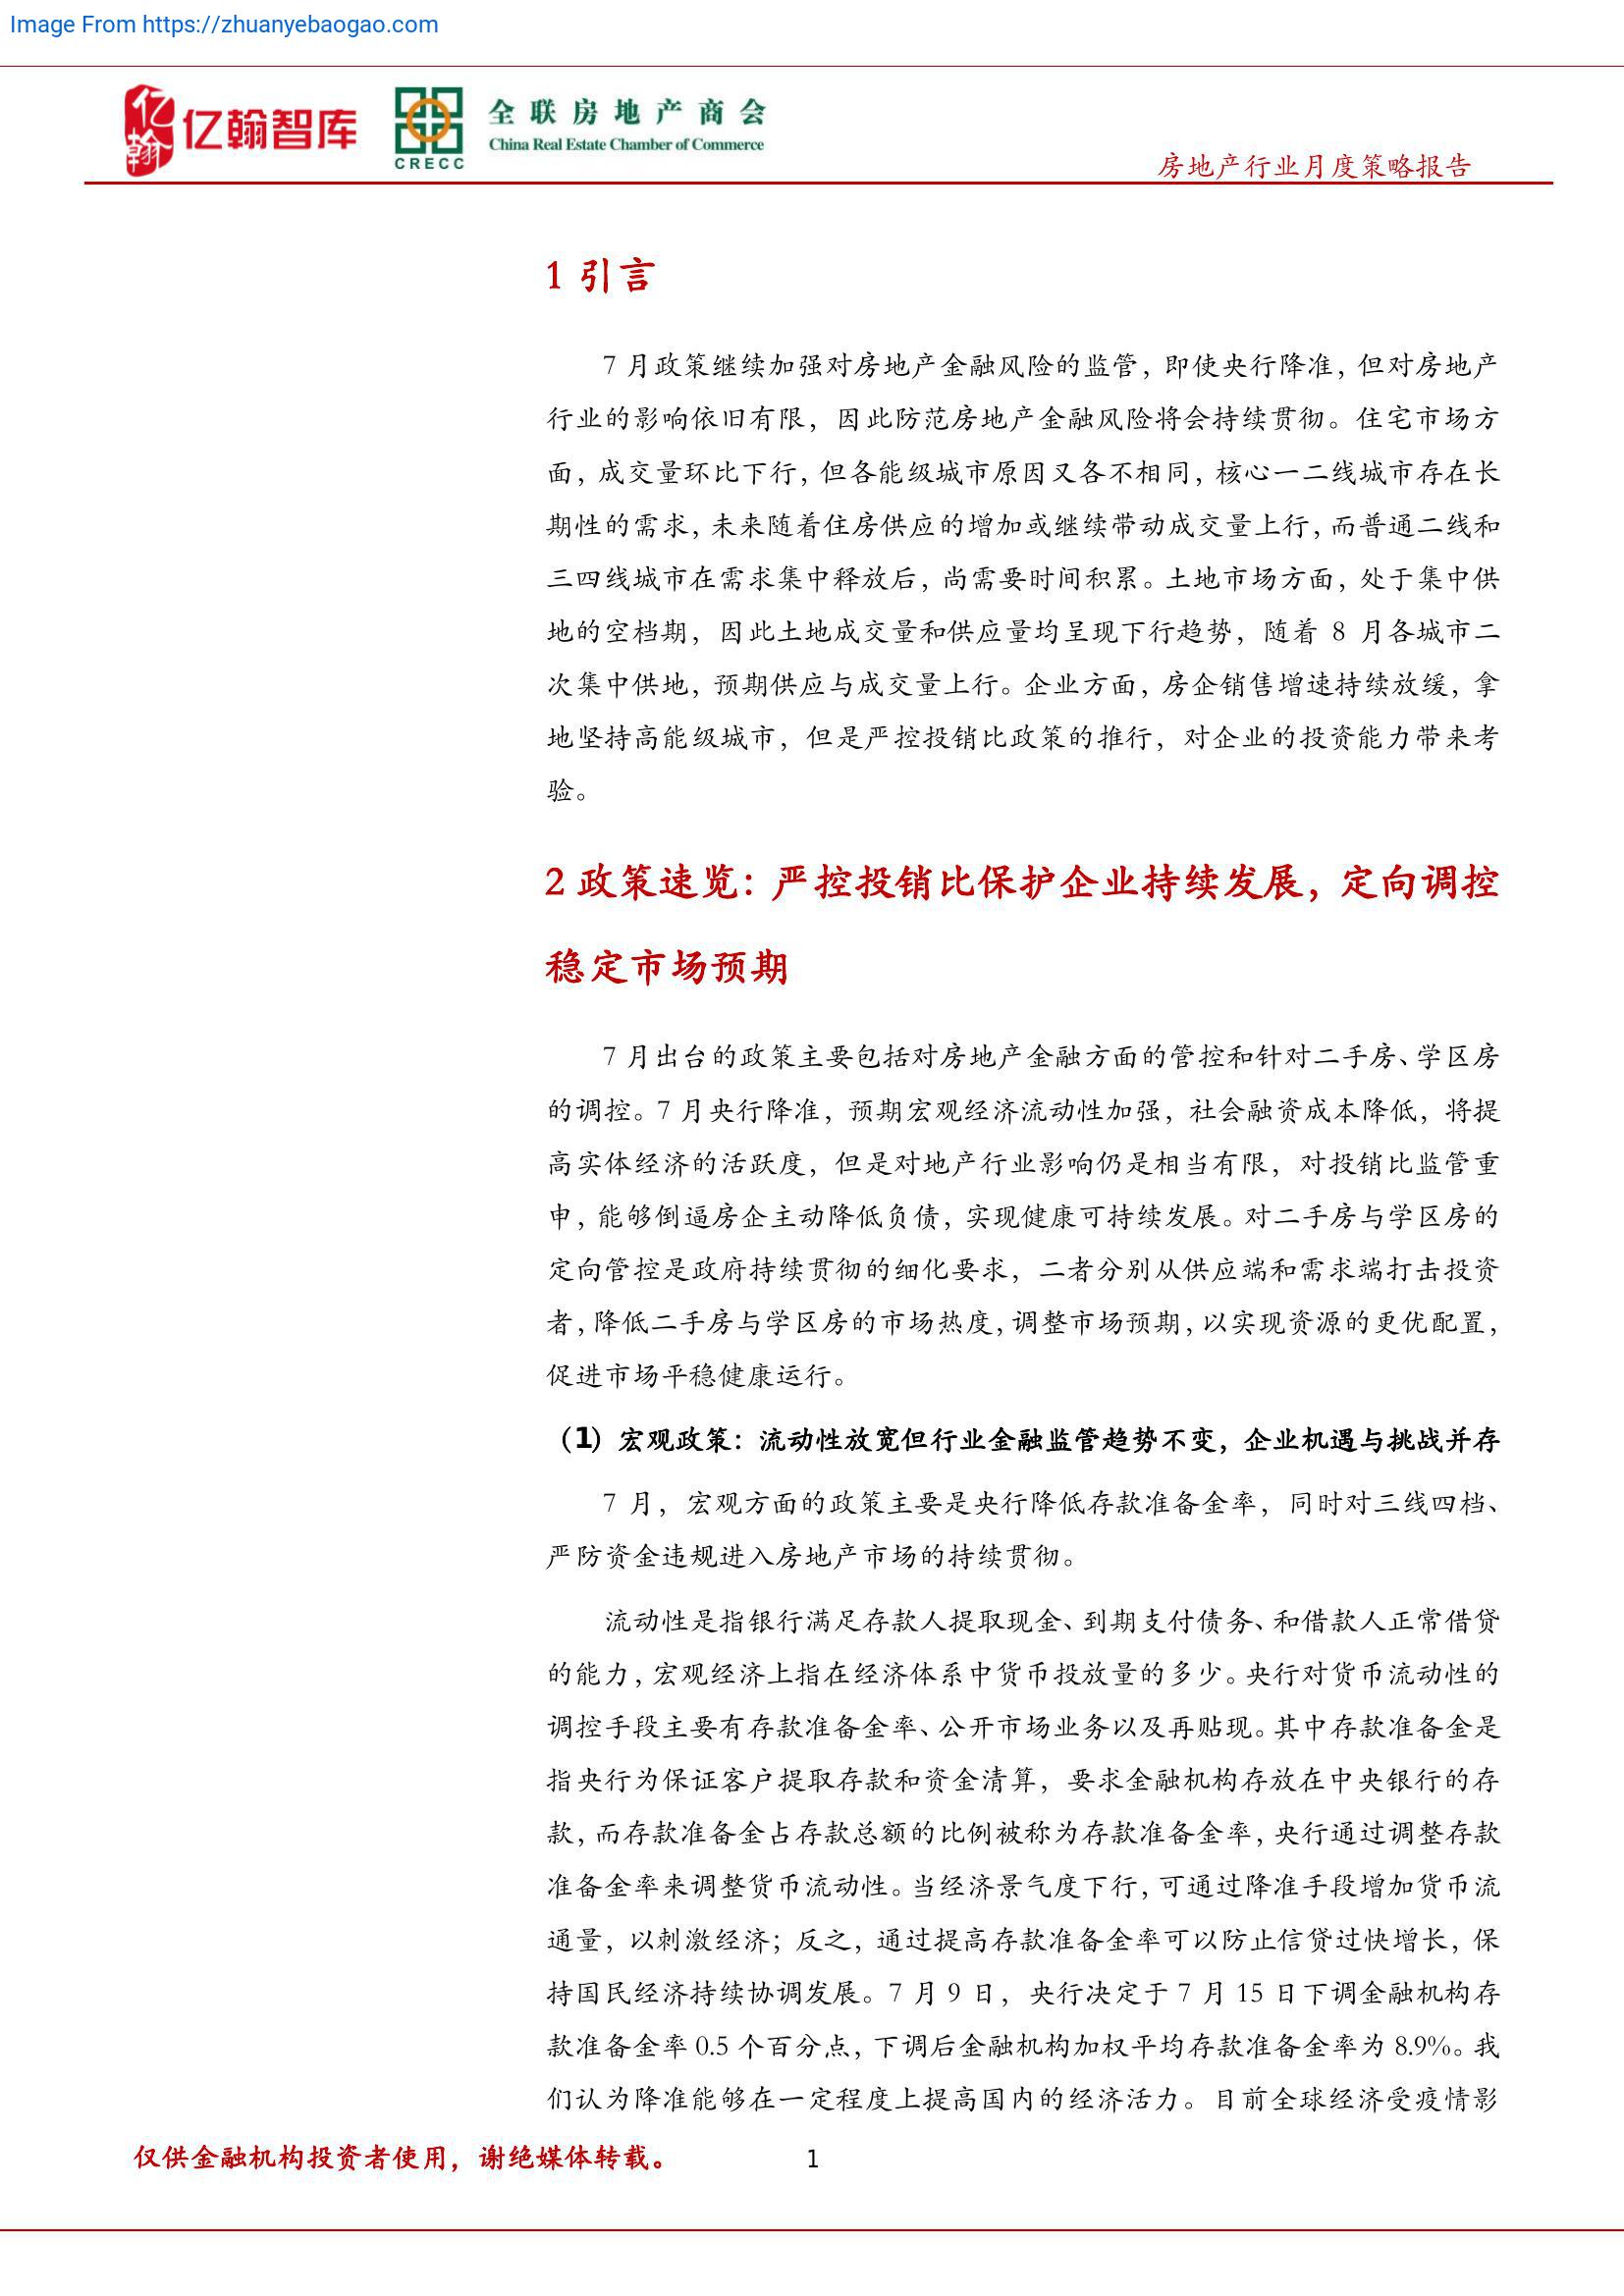 Image From https://zhuanyebaogao.com
亿翰
亿翰智库
CRECC
全联房地产商会
China Real Estate Chamber of Commerce
房地产行业月度策略报告
1 引言
7 月政策继续加强对房地产金融风险的监管，即使央行降准，但对房地产
行业的影响依旧有限，因此防范房地产金融风险将会持续贯彻。住宅市场方
面，成交量环比下行，但各能级城市原因又各不相同，核心一二线城市存在长
期性的需求，未来随着住房供应的增加或继续带动成交量上行，而普通二线和
三四线城市在需求集中释放后，尚需要时间积累。土地市场方面，处于集中供
地的空档期，因此土地成交量和供应量均呈现下行趋势，随着 8 月各城市二
次集中供地，预期供应与成交量上行。企业方面，房企销售增速持续放缓，拿
地坚持高能级城市，但是严控投销比政策的推行，对企业的投资能力带来考
验。
2 政策速览：严控投销比保护企业持续发展，定向调控
稳定市场预期
7 月出台的政策主要包括对房地产金融方面的管控和针对二手房、学区房
的调控。7 月央行降准，预期宏观经济流动性加强，社会融资成本降低，将提
高实体经济的活跃度，但是对地产行业影响仍是相当有限，对投销比监管重
申，能够倒逼房企主动降低负债，实现健康可持续发展。对二手房与学区房的
定向管控是政府持续贯彻的细化要求，二者分别从供应端和需求端打击投资
者，降低二手房与学区房的市场热度，调整市场预期，以实现资源的更优配置，
促进市场平稳健康运行。
（1）宏观政策：流动性放宽但行业金融监管趋势不变，企业机遇与挑战并存
7 月，宏观方面的政策主要是央行降低存款准备金率，同时对三线四档、
严防资金违规进入房地产市场的持续贯彻。
流动性是指银行满足存款人提取现金、到期支付债务、和借款人正常借贷
的能力，宏观经济上指在经济体系中货币投放量的多少。央行对货币流动性的
调控手段主要有存款准备金率、公开市场业务以及再贴现。其中存款准备金是
指央行为保证客户提取存款和资金清算，要求金融机构存放在中央银行的存
款，而存款准备金占存款总额的比例被称为存款准备金率，央行通过调整存款
准备金率来调整货币流动性。当经济景气度下行，可通过降准手段增加货币流
通量，以刺激经济；反之，通过提高存款准备金率可以防止信贷过快增长，保
持国民经济持续协调发展。7 月 9 日，央行决定于 7 月 15 日下调金融机构存
款准备金率 0.5 个百分点，下调后金融机构加权平均存款准备金率为 8.9%。我
们认为降准能够在一定程度上提高国内的经济活力。目前全球经济受疫情影
仅供金融机构投资者使用，谢绝媒体转载。
1